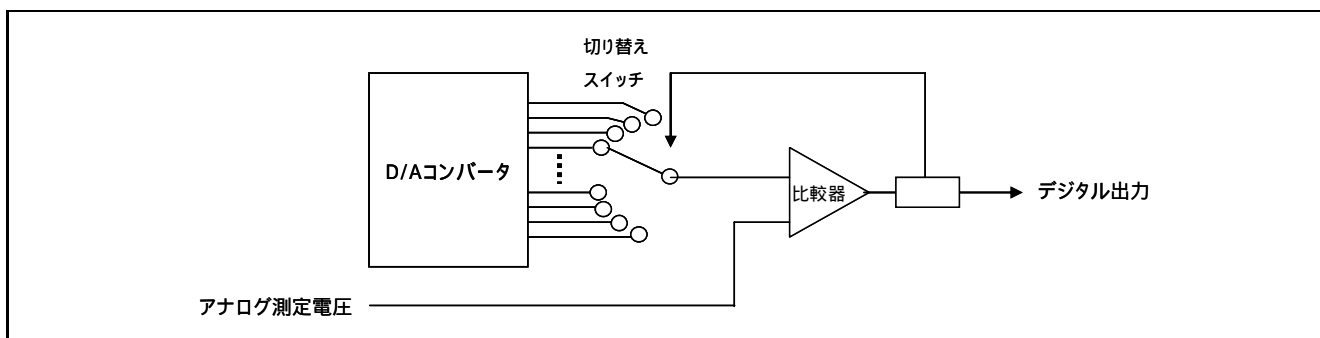 切り替え
スイッチ
D/Aコンバータ
比較器
デジタル出力
アナログ測定電圧